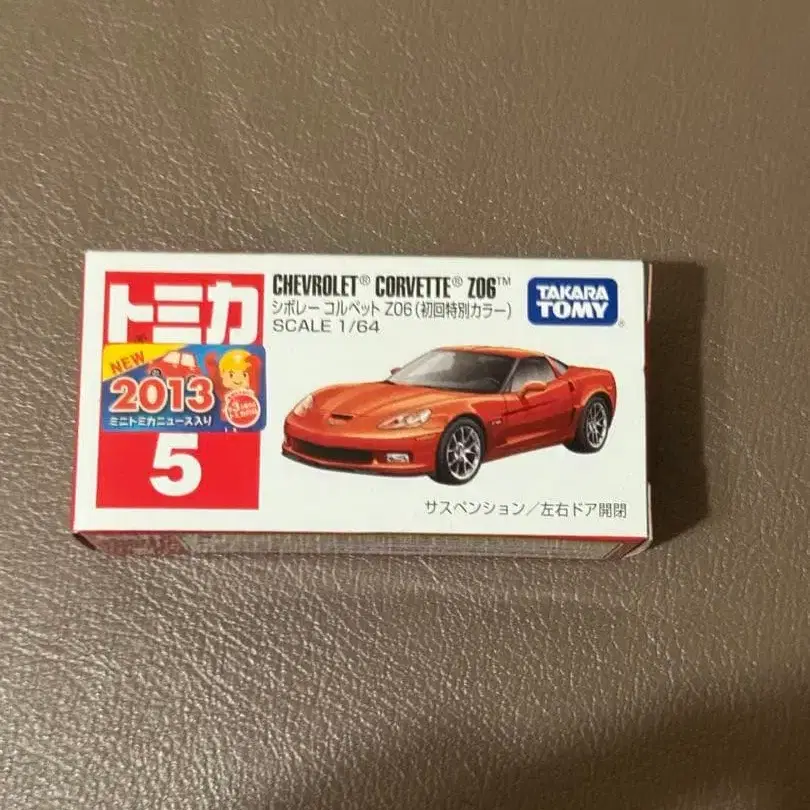 トミカ
CHEVROLET® CORVETTE® Z06™
シボレー コルベット Z06(初回特別カラー)
SCALE 1/64
TAKARA
TOMY®
NEW
2013
ミニトミカニュース入り
5
サスペンション/左右ドア開閉